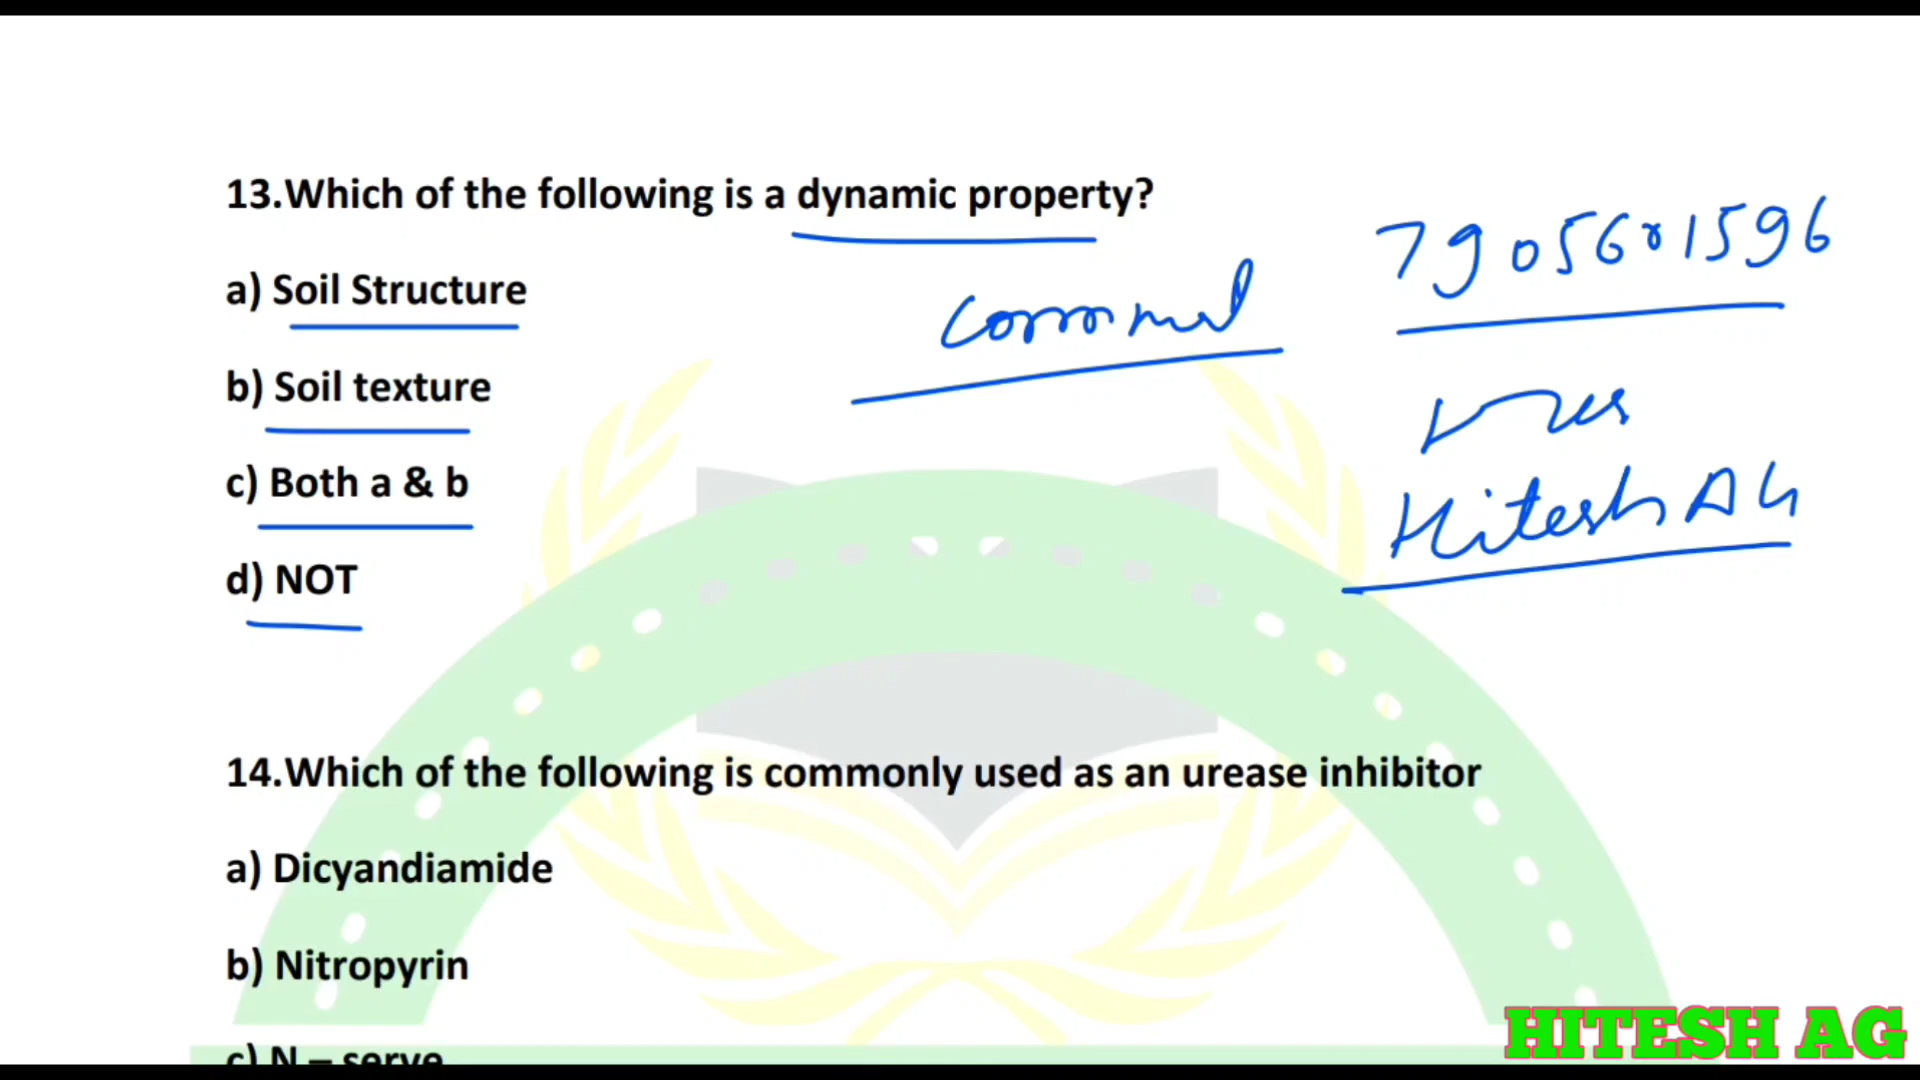 13.Which of the following is a dynamic property?
7905601596
a) Soil Structure
b) Soil texture
c) Both a & b
Hitesh AG
d) NOT
14.Which of the following is commonly used as an urease inhibitor
a) Dicyandiamide
b) Nitropyrin
c) N – serve
HITESH AG